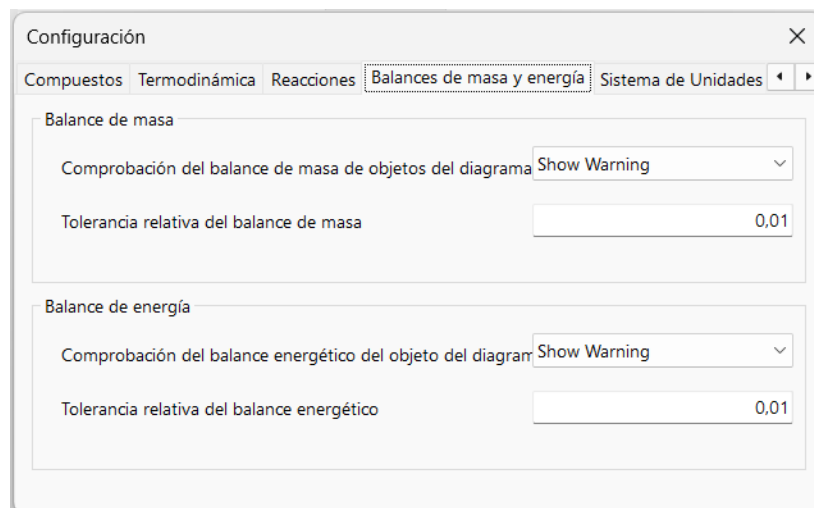 Configuración
Compuestos Termodinámica Reacciones Balances de masa y energía Sistema de Unidades
Balance de masa
Comprobación del balance de masa de objetos del diagrama Show Warning
Tolerancia relativa del balance de masa 0,01
Balance de energía
Comprobación del balance energético del objeto del diagram Show Warning
Tolerancia relativa del balance energético 0,01